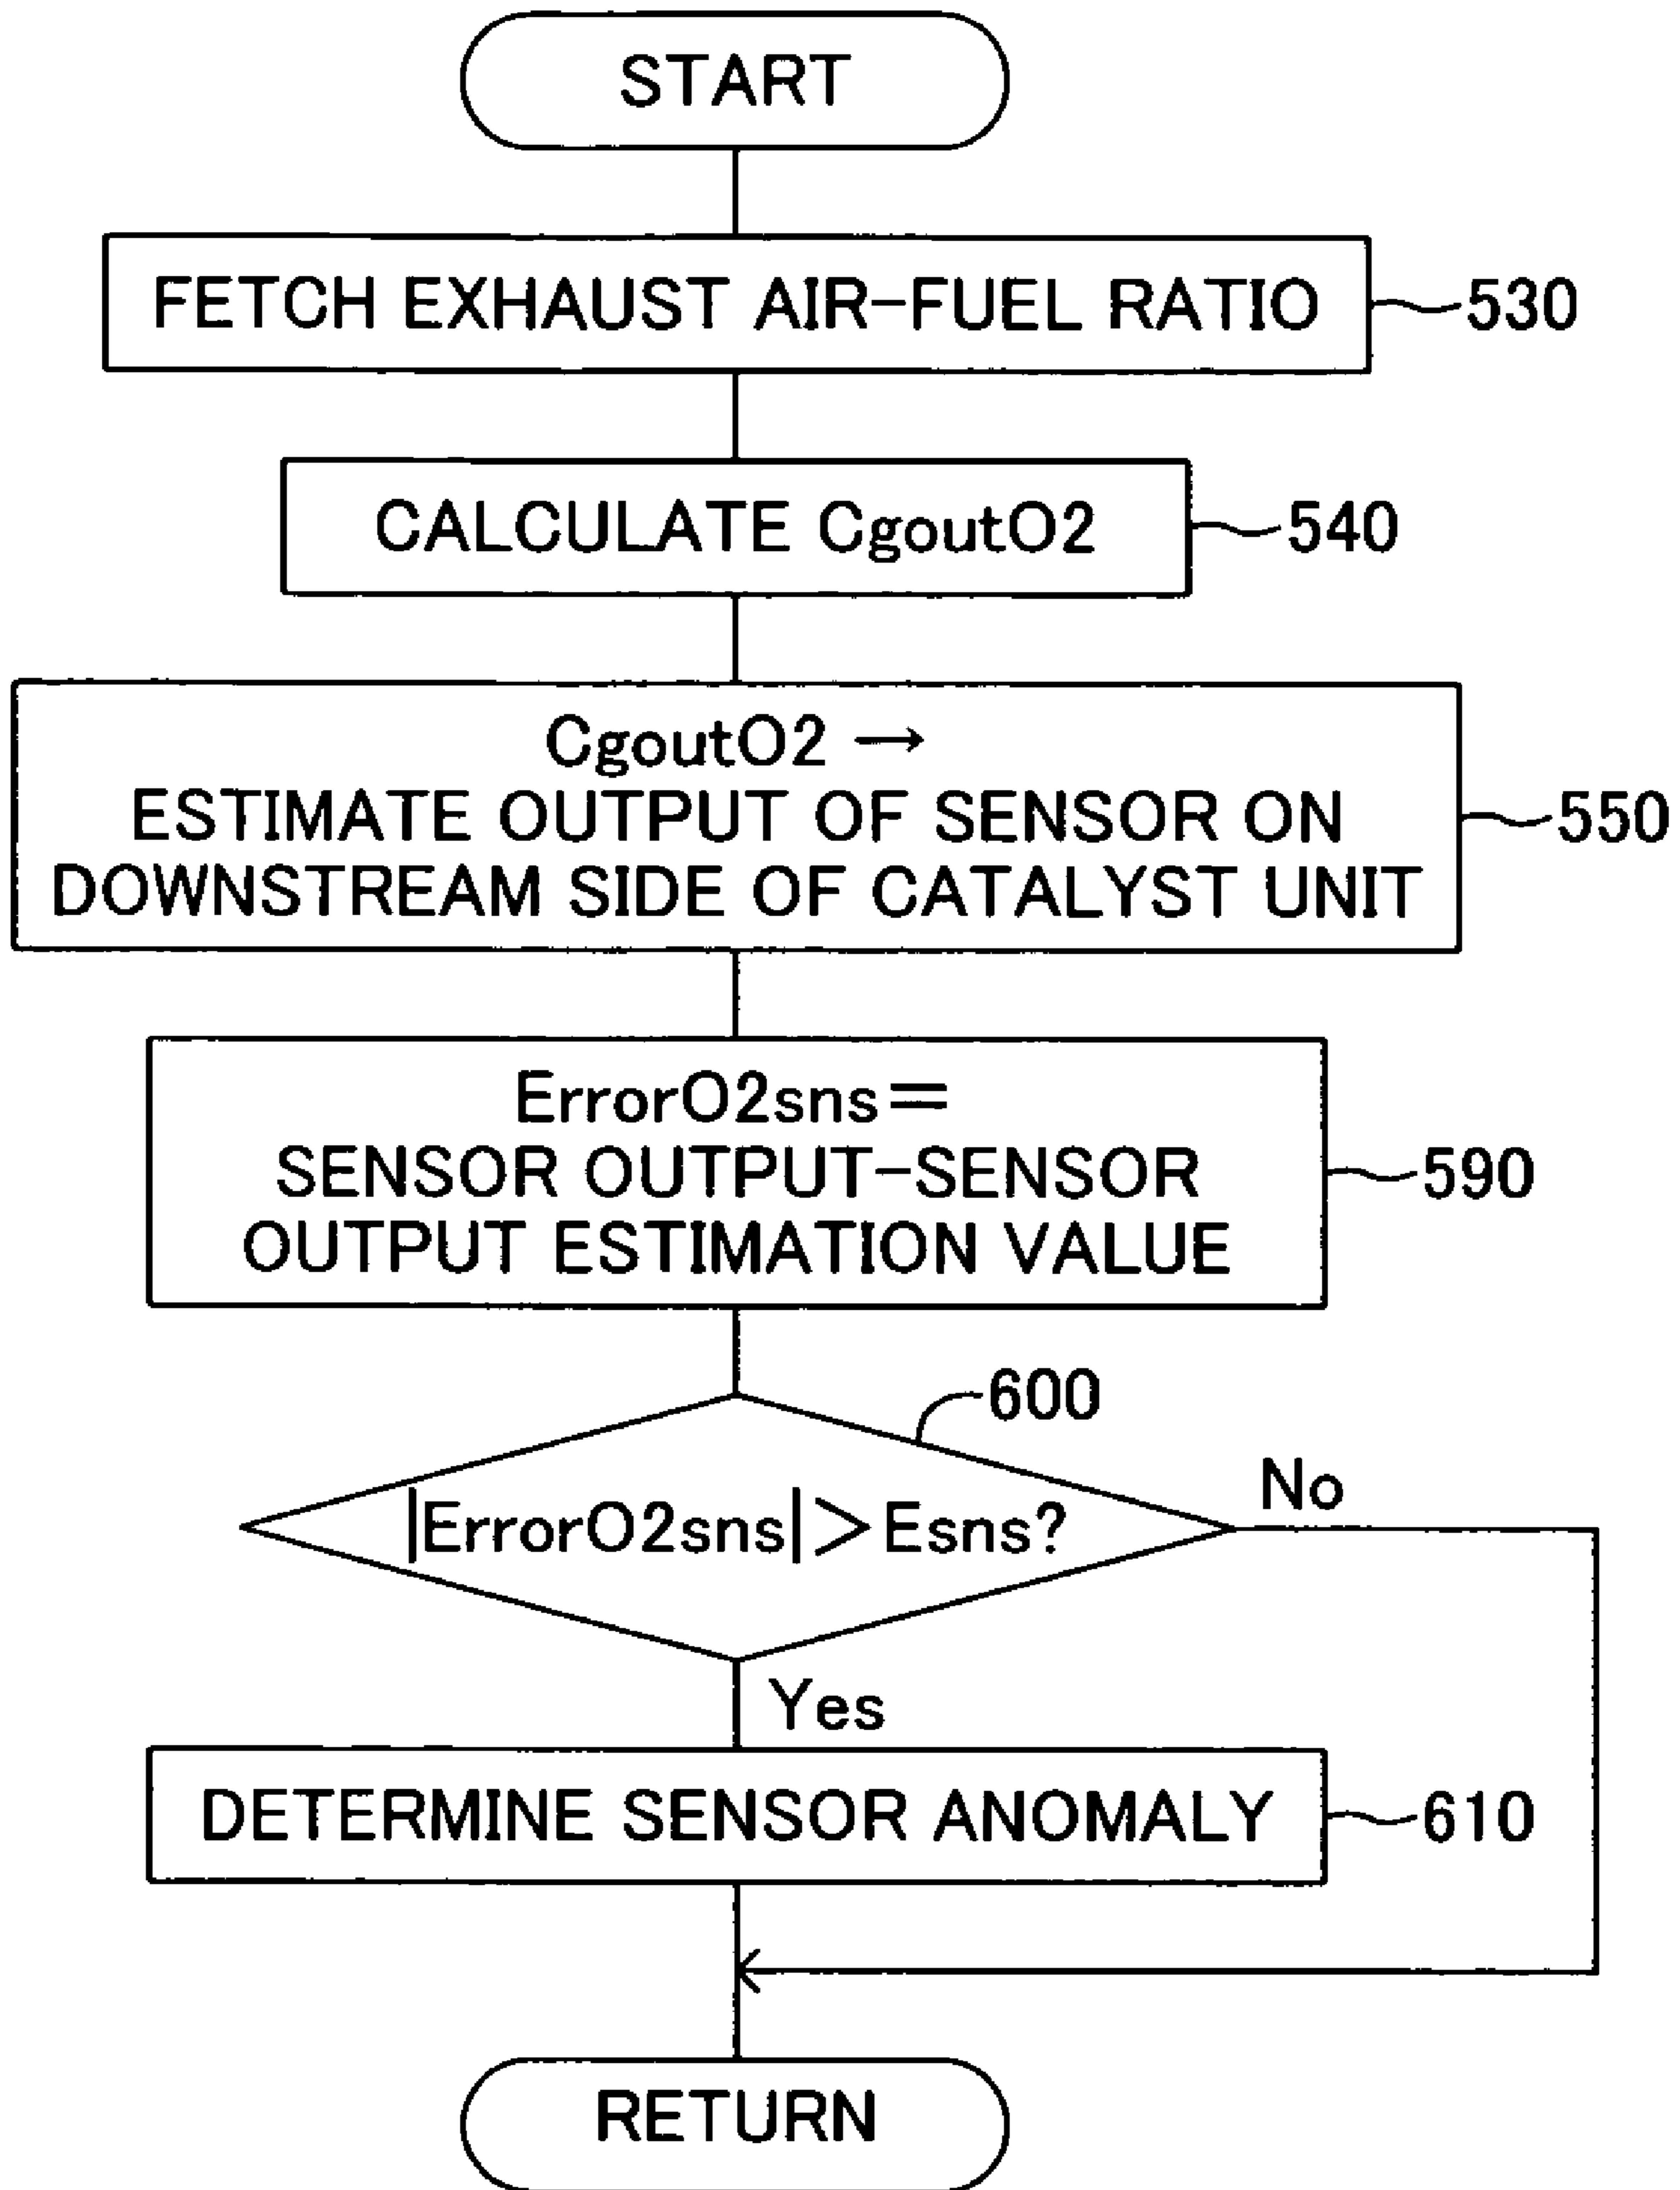 START
FETCH EXHAUST AIR-FUEL RATIO
530
CALCULATE CgoutO2
540
CgoutO2 →
ESTIMATE OUTPUT OF SENSOR ON
DOWNSTREAM SIDE OF CATALYST UNIT
550
ErrorO2sns=
SENSOR OUTPUT-SENSOR
OUTPUT ESTIMATION VALUE
590
600
|ErrorO2sns|>Esns?
No
Yes
DETERMINE SENSOR ANOMALY
610
RETURN